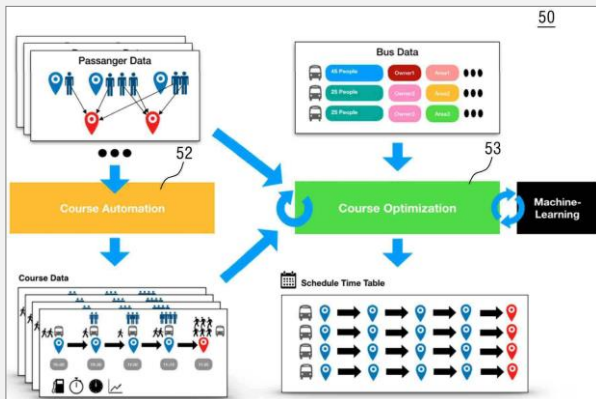 50
Passanger Data
Bus Data
45 People Owner1 Area1
25 People Owner2 Area2
25 People Owner3 Area3
52
53
Course Automation
Course Optimization
Machine-
Learning
Course Data
Schedule Time Table